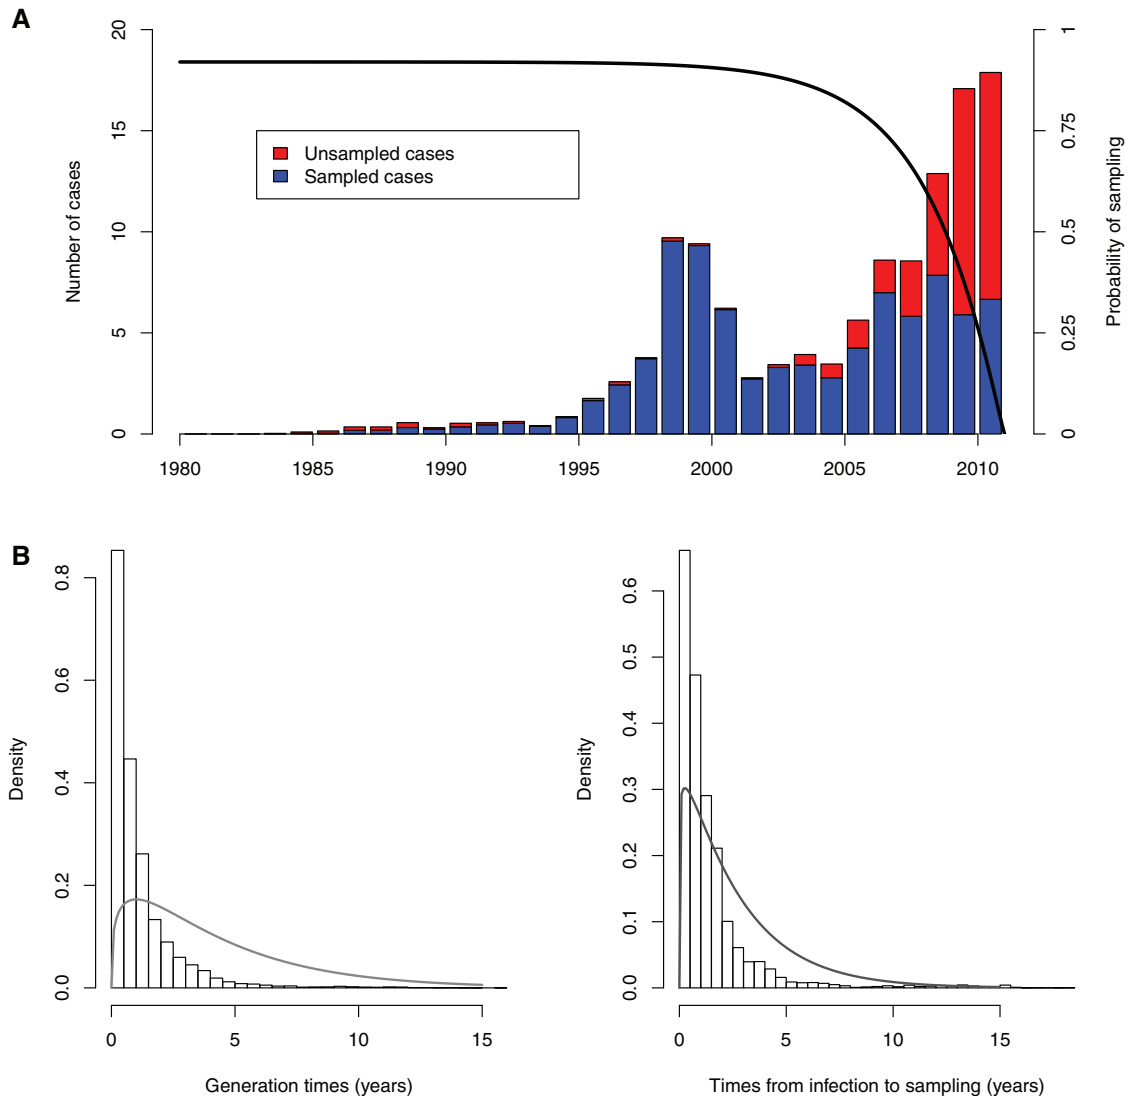 A
20
15
10
5
0
Number of cases
Unsampled cases
Sampled cases
1
0.75
0.5
0.25
0
Probability of sampling
1980 1985 1990 1995 2000 2005 2010
B
0.8
0.6
0.4
0.2
0.0
Density
0 5 10 15
Generation times (years)
0.6
0.5
0.4
0.3
0.2
0.1
0.0
Density
0 5 10 15
Times from infection to sampling (years)